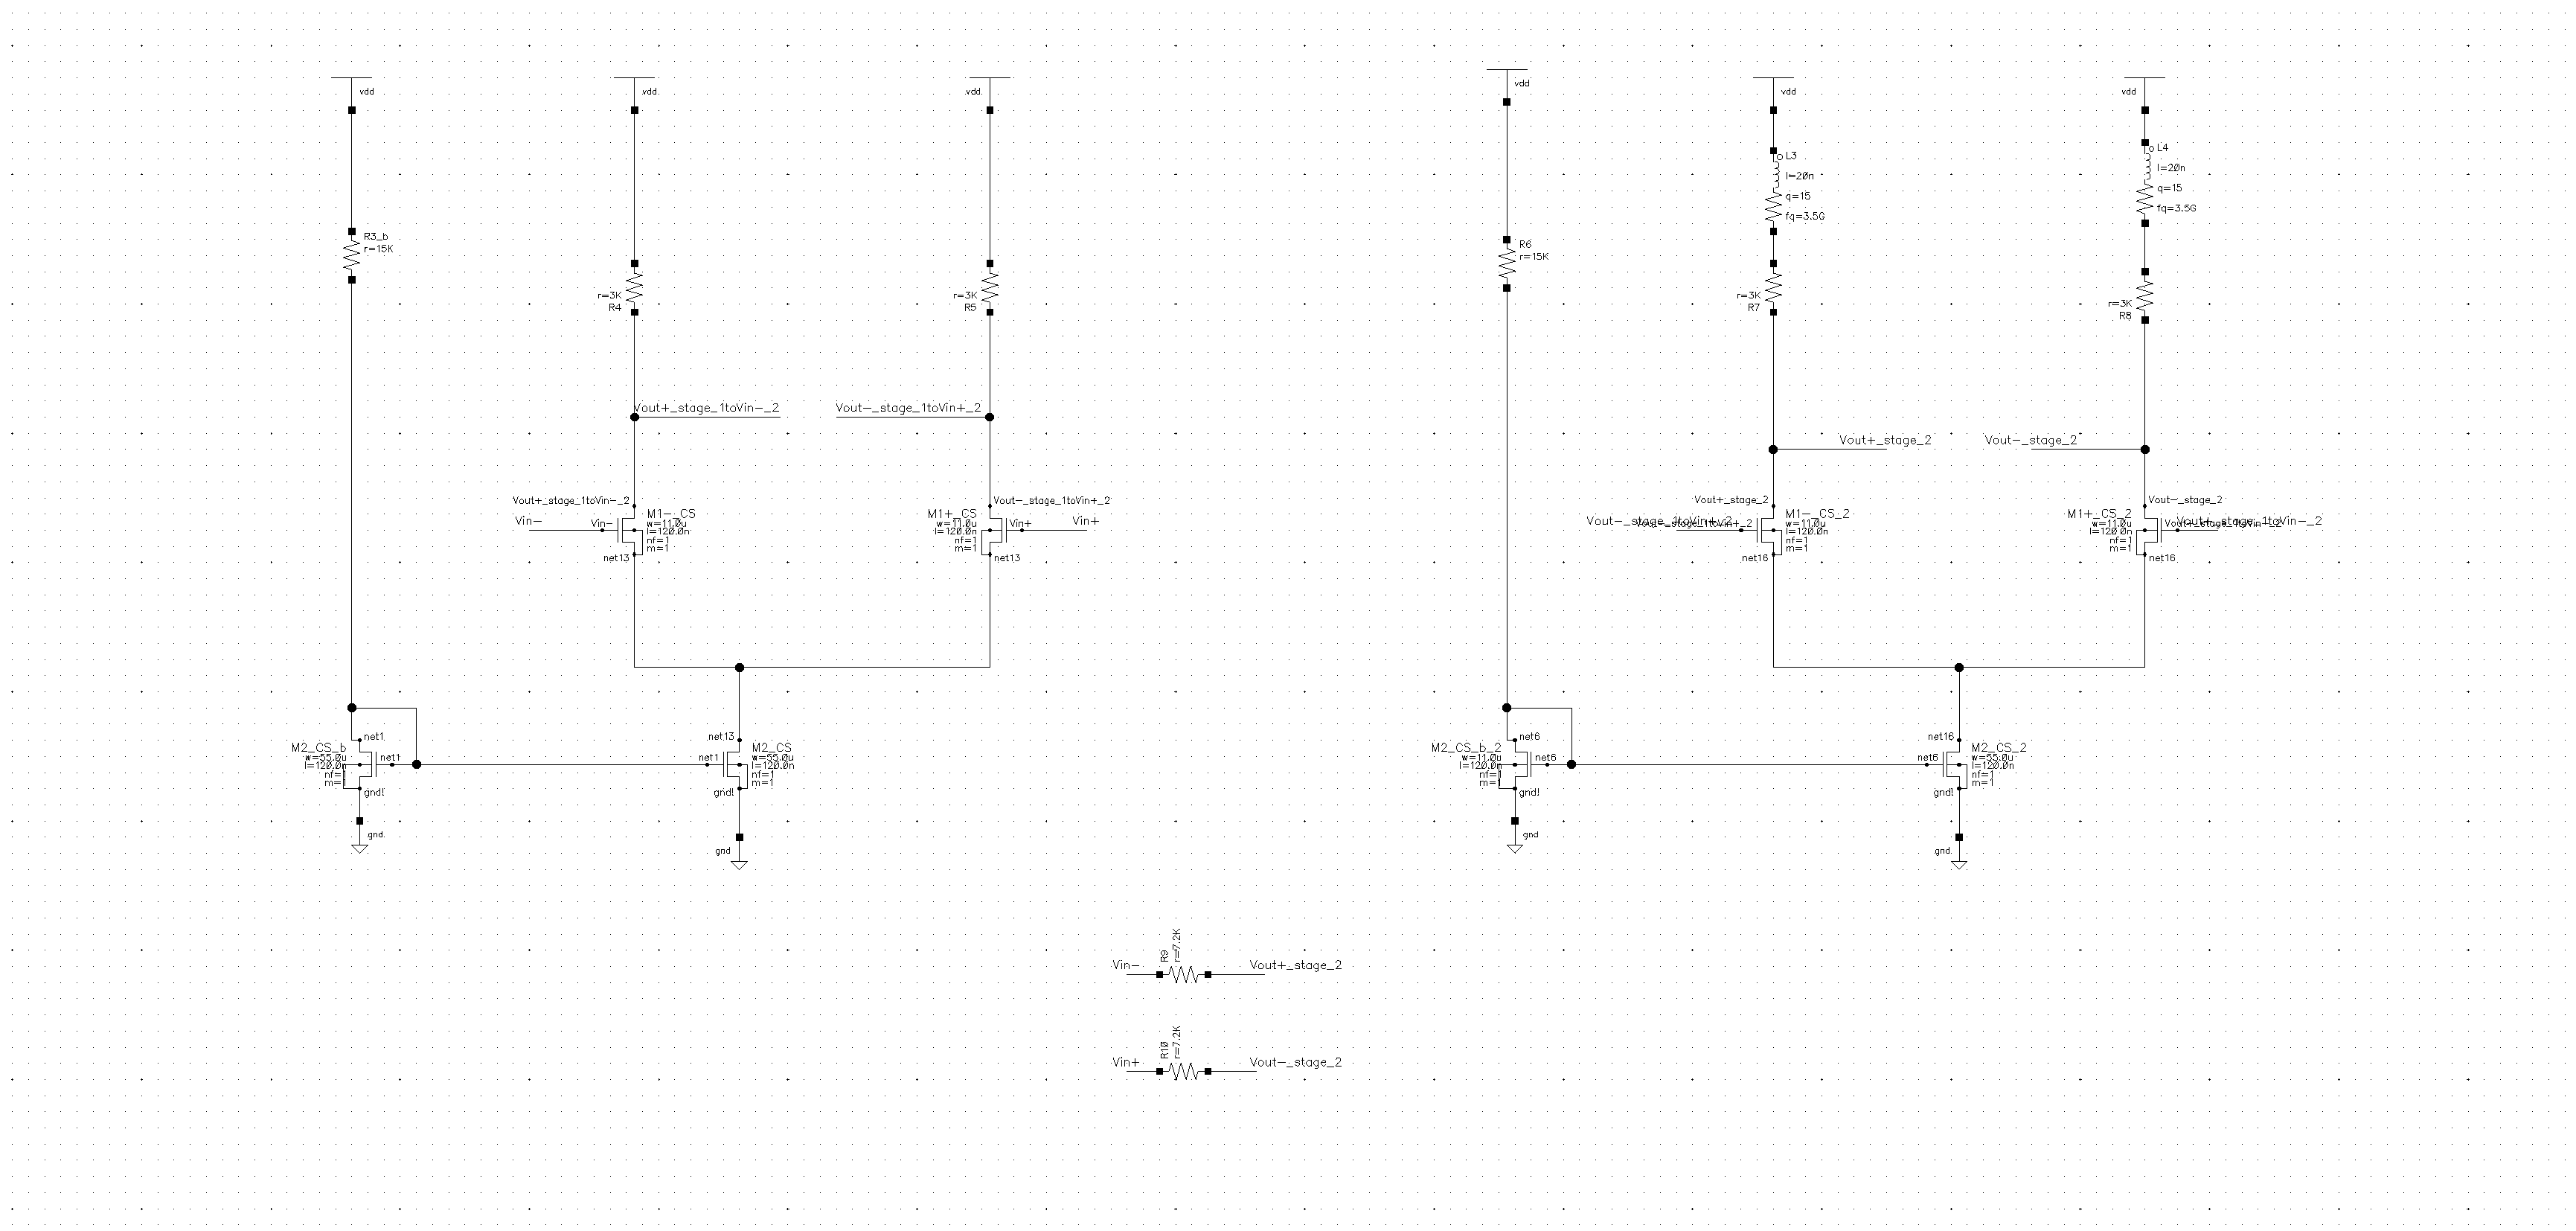 vdd
vdd
vdd
R3_b
r=15K
r=3K
R4
r=3K
R5
Vout+_stage_1toVin-_2
Vout-_stage_1toVin+_2
Vout+_stage_1toVin-_2
Vout-_stage_1toVin+_2
Vin-
Vin-
M1-_CS
w=11.0u
l=120.0n
nf=1
m=1
net13
M1+_CS
w=11.0u
l=120.0n
nf=1
m=1
Vin+
Vin+
net13
M2_CS_b
w=55.0u
l=120.0n
nf=1
m=1
net1
net1
gnd!
gnd
net13
net1
M2_CS
w=55.0u
l=120.0n
nf=1
m=1
gnd!
gnd
vdd
vdd
vdd
L3
l=20n
q=15
fq=3.5G
L4
l=20n
q=15
fq=3.5G
R6
r=15K
r=3K
R7
r=3K
R8
Vout+_stage_2
Vout-_stage_2
Vout+_stage_2
Vout-_stage_2
Vout-_stage_1toVin+_2
Vout-_stage_1toVin+_2
M1-_CS_2
w=11.0u
l=120.0n
nf=1
m=1
net16
M1+_CS_2
w=11.0u
l=120.0n
nf=1
m=1
Vout+_stage_1toVin-_2
Vout+_stage_1toVin-_2
net16
M2_CS_b_2
w=11.0u
l=120.0n
nf=1
m=1
net6
net6
gnd!
gnd
net16
net6
M2_CS_2
w=55.0u
l=120.0n
nf=1
m=1
gnd!
gnd
Vin-
R9
r=7.2K
Vout+_stage_2
Vin+
R10
r=7.2K
Vout-_stage_2